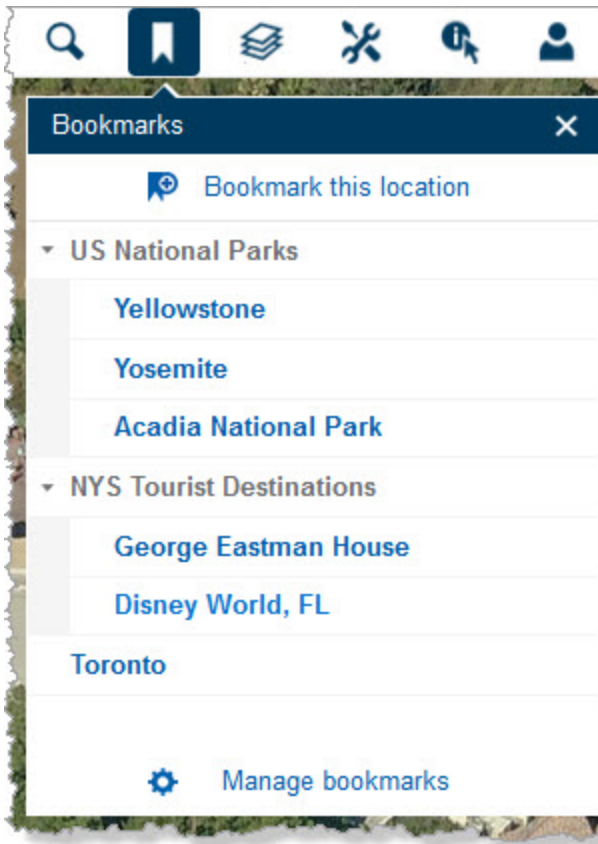 Bookmarks
Bookmark this location
US National Parks
Yellowstone
Yosemite
Acadia National Park
NYS Tourist Destinations
George Eastman House
Disney World, FL
Toronto
Manage bookmarks